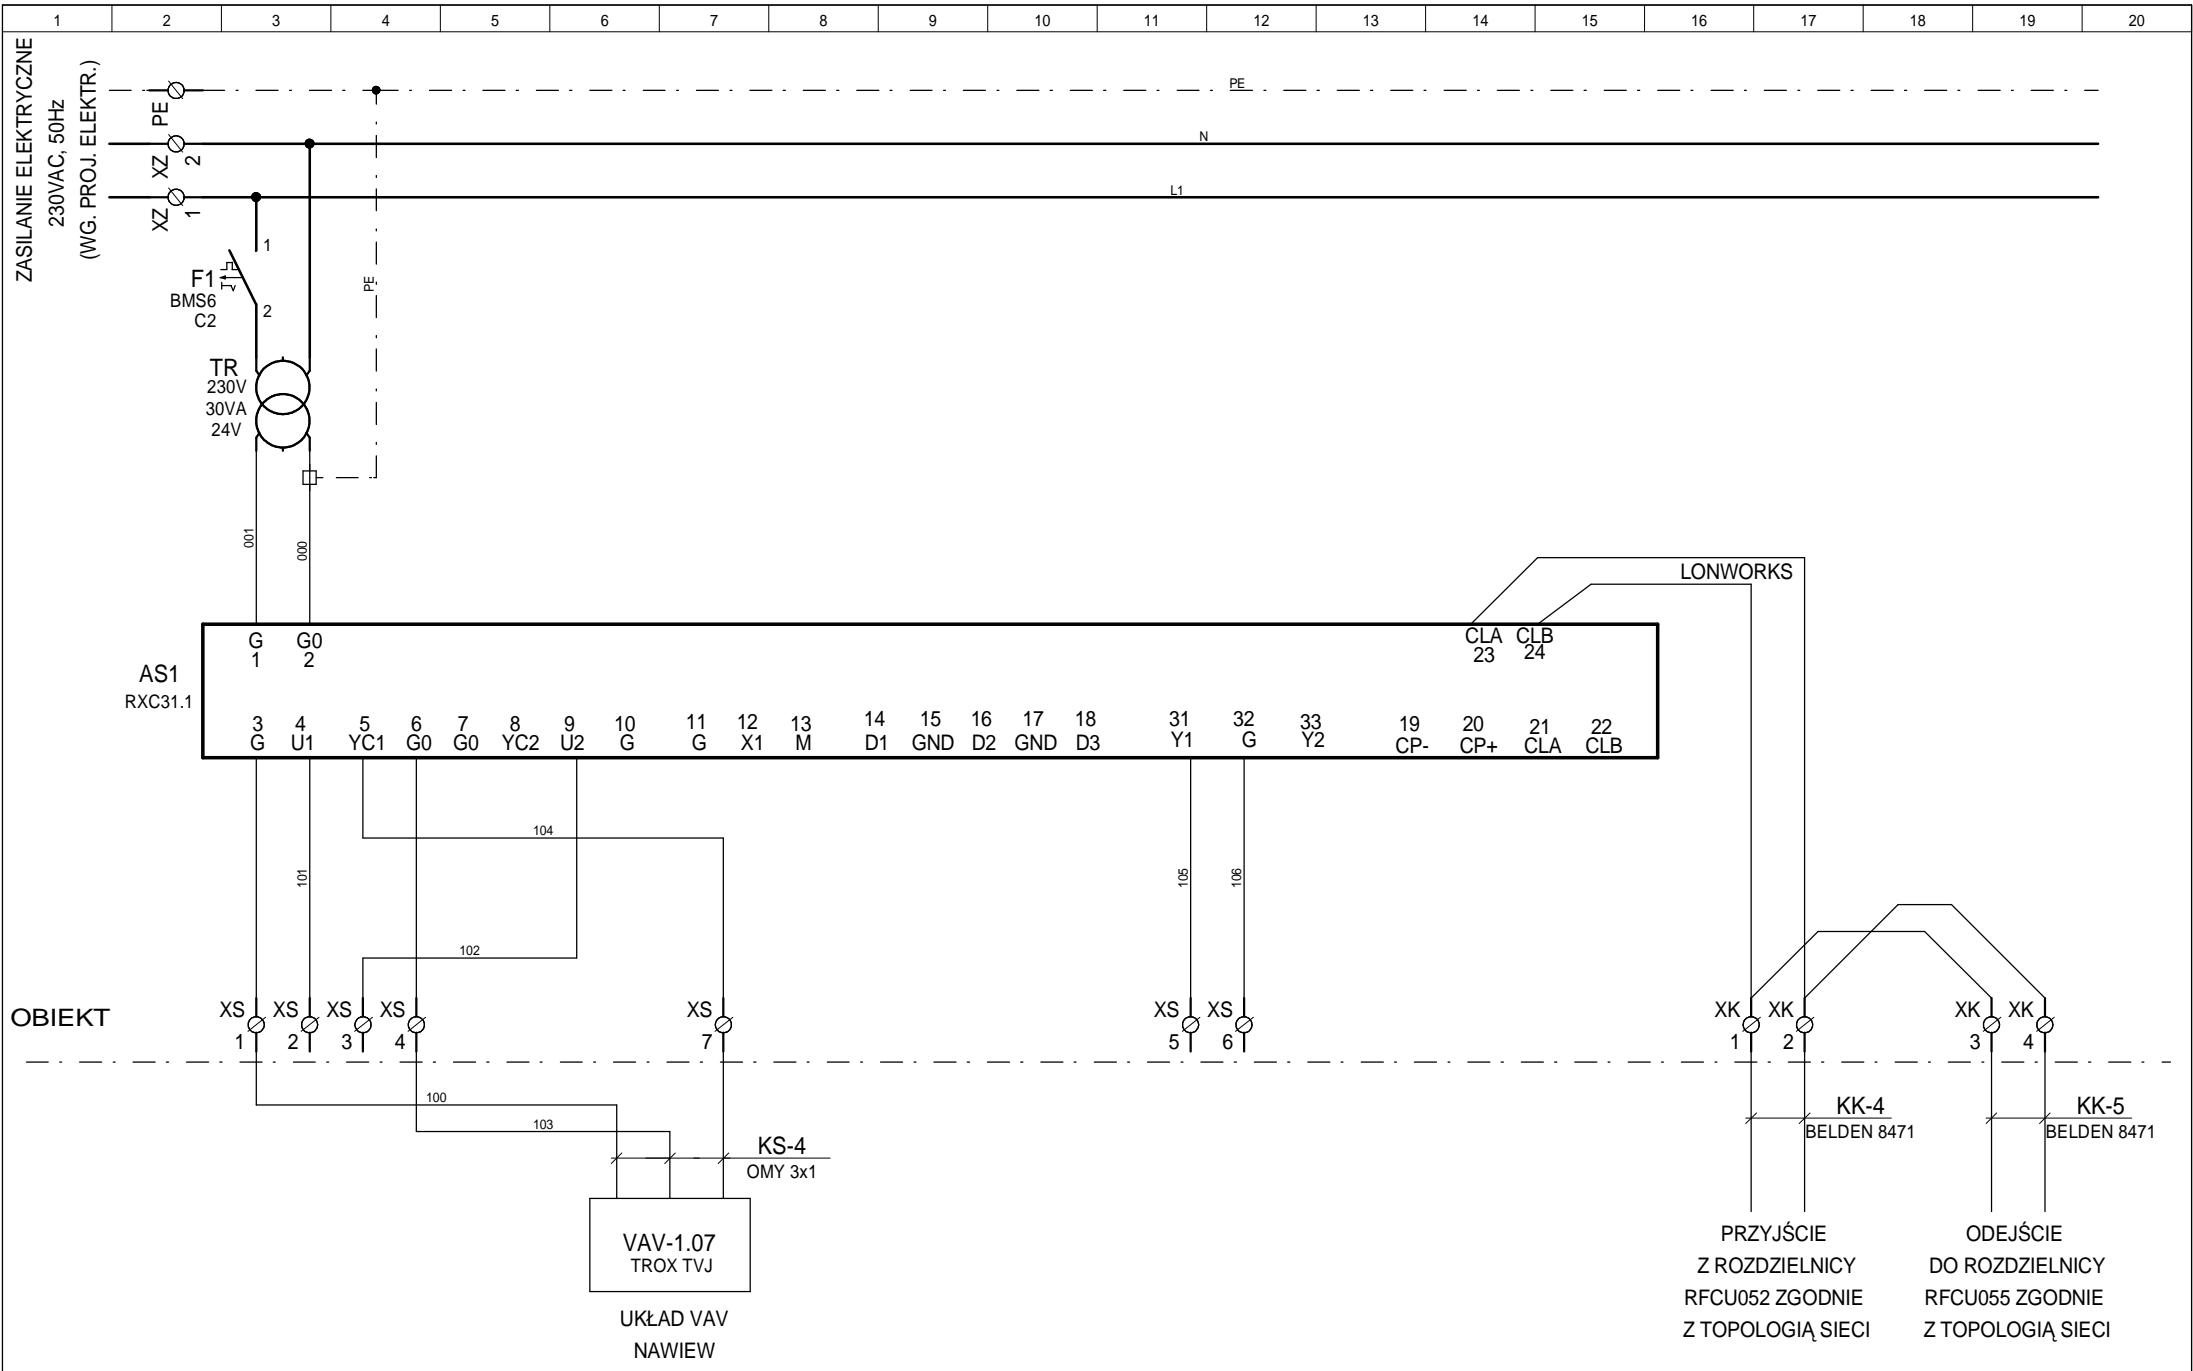 1 2 3 4 5 6 7 8 9 10 11 12 13 14 15 16 17 18 19 20
ZASILANIE ELEKTRYCZNE
230VAC, 50Hz
(WG. PROJ. ELEKTR.)
PE
PE
XZ 2
N
XZ 1
L1
1
F1
BMS6
C2
2
PE
TR
230V
30VA
24V
001
000
LONWORKS
G G0 CLA CLB
1 2 23 24
AS1
RXC31.1
3 4 5 6 7 8 9 10 11 12 13 14 15 16 17 18 31 32 33 19 20 21 22
G U1 YC1 G0 G0 YC2 U2 G G X1 M D1 GND D2 GND D3 Y1 G Y2 CP- CP+ CLA CLB
104
101
105
106
102
OBIEKT
XS XS XS XS XS XS XS XK XK XK XK
1 2 3 4 7 5 6 1 2 3 4
100
103
KS-4
OMY 3x1
KK-4
BELDEN 8471
KK-5
BELDEN 8471
VAV-1.07
TROX TVJ
UKŁAD VAV
NAWIEW
PRZYJŚCIE
Z ROZDZIELNICY
RFCU052 ZGODNIE
Z TOPOLOGIĄ SIECI
ODEJŚCIE
DO ROZDZIELNICY
RFCU055 ZGODNIE
Z TOPOLOGIĄ SIECI